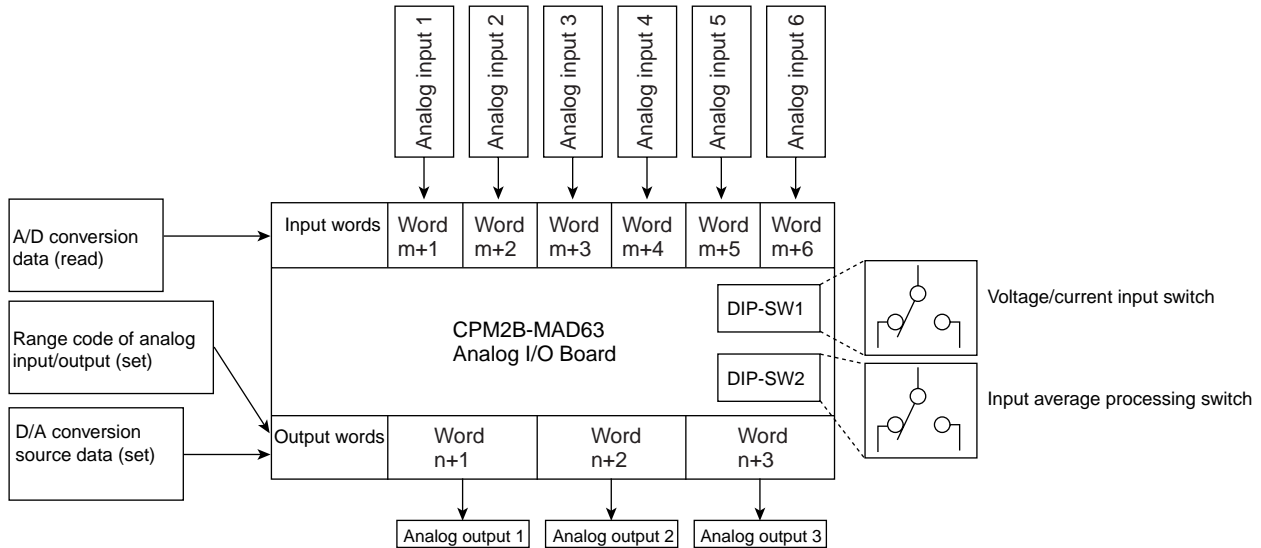 Analog input 1
Analog input 2
Analog input 3
Analog input 4
Analog input 5
Analog input 6
A/D conversion
data (read)
Input words
Word
m+1
Word
m+2
Word
m+3
Word
m+4
Word
m+5
Word
m+6
Range code of analog
input/output (set)
CPM2B-MAD63
Analog I/O Board
DIP-SW1
Voltage/current input switch
DIP-SW2
Input average processing switch
D/A conversion
source data (set)
Output words
Word
n+1
Word
n+2
Word
n+3
Analog output 1
Analog output 2
Analog output 3